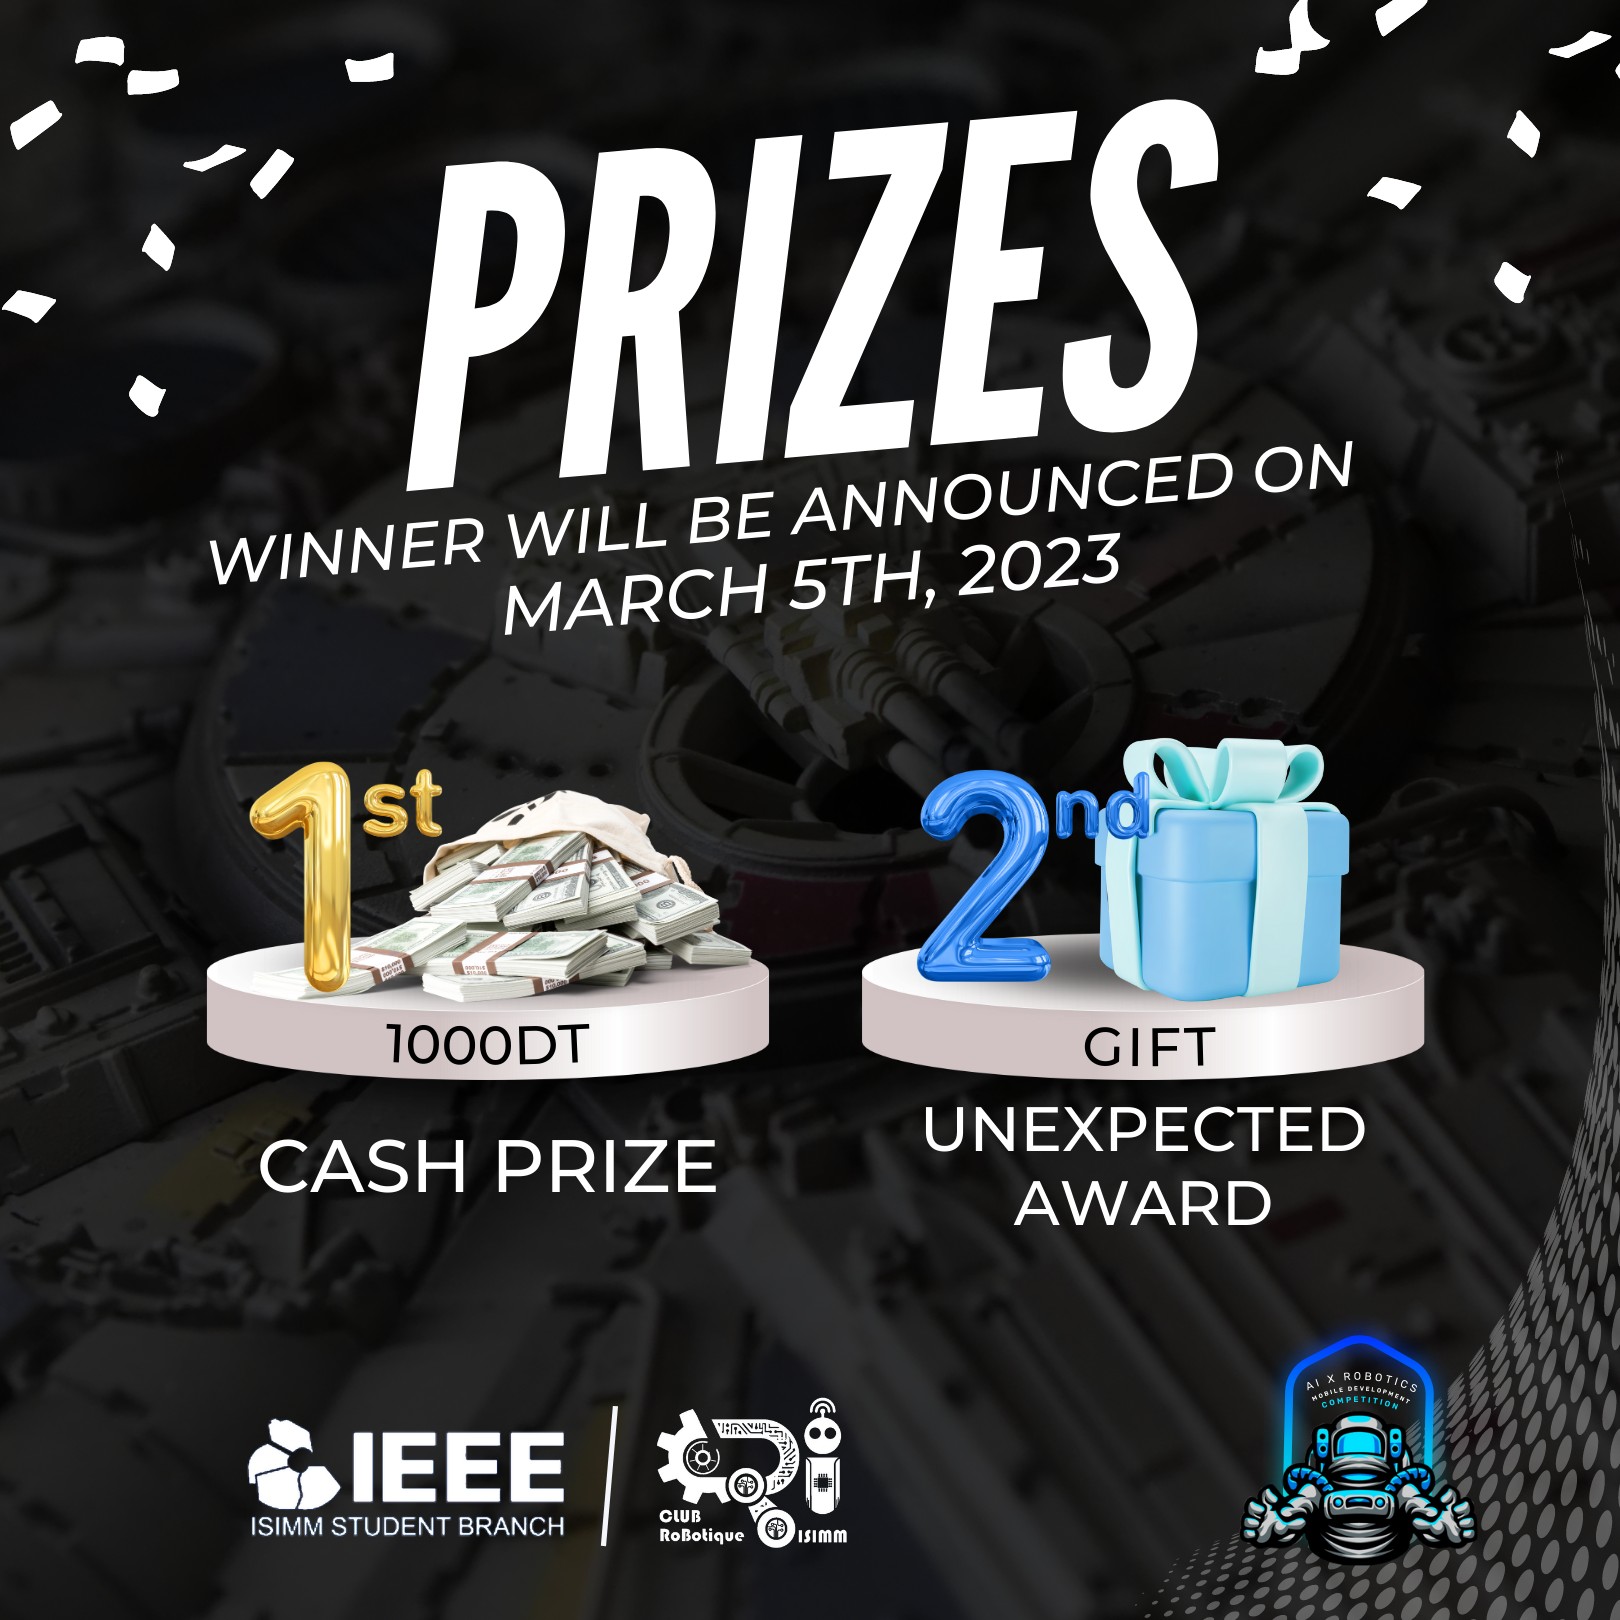 PRIZES
WINNER WILL BE ANNOUNCED ON
MARCH 5TH, 2023
1st
2nd
1000DT
GIFT
CASH PRIZE
UNEXPECTED
AWARD
AI X ROBOTICS
MOBILE DEVELOPMENT
COMPETITION
IEEE
ISIMM STUDENT BRANCH
CLUB
RoBotique
ISIMM